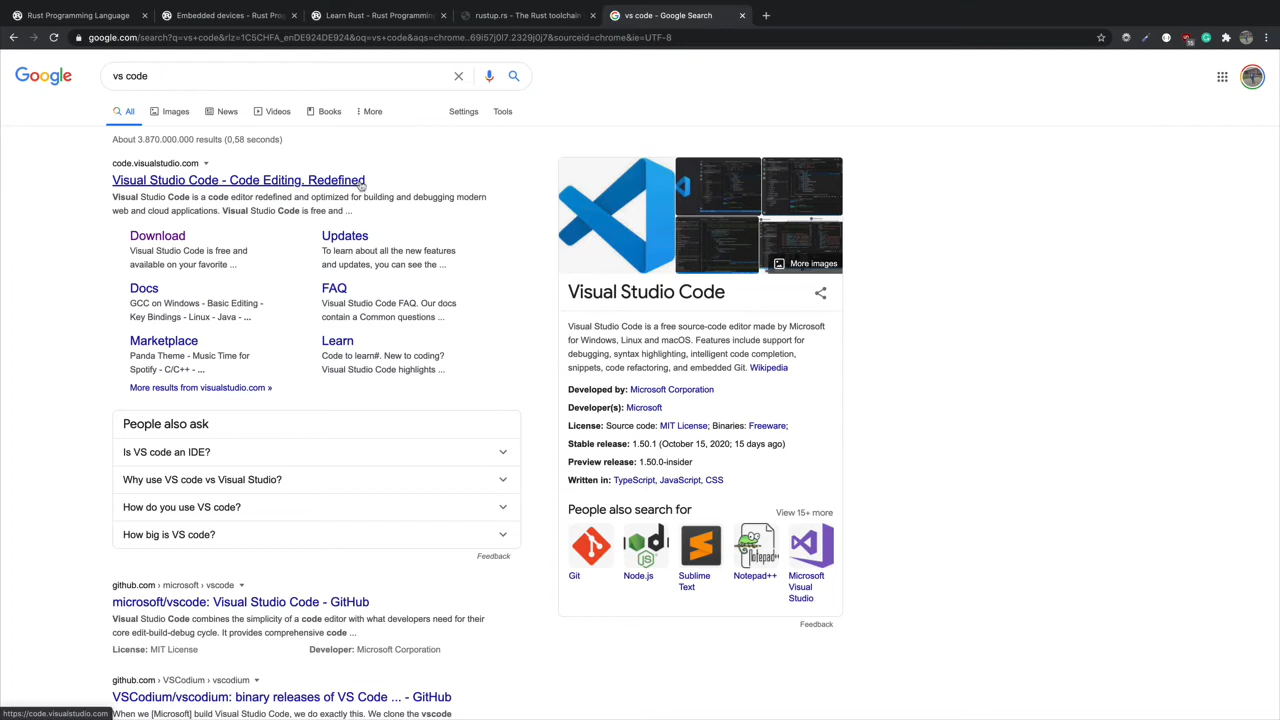 Rust Programming Language
Embedded devices - Rust Prog
Learn Rust - Rust Programming
rustup.rs - The Rust toolchain
vs code - Google Search
google.com/search?q=vs+code&rlz=1C5CHFA_enDE924DE924&oq=vs+code&aqs=chrome...69i57j0l7.2329j0j7&sourceid=chrome&ie=UTF-8
15
Google
vs code
All
Images
News
Videos
Books
More
Settings
Tools
About 3.870.000.000 results (0,58 seconds)
code.visualstudio.com
Visual Studio Code - Code Editing. Redefined
Visual Studio Code is a code editor redefined and optimized for building and debugging modern
web and cloud applications. Visual Studio Code is free and ...
Download
Visual Studio Code is free and
available on your favorite ...
Updates
To learn about all the new features
and updates, you can see the ...
Docs
GCC on Windows - Basic Editing -
Key Bindings - Linux - Java - ...
FAQ
Visual Studio Code FAQ. Our docs
contain a Common questions ...
Marketplace
Panda Theme - Music Time for
Spotify - C/C++ - ...
Learn
Code to learn#. New to coding?
Visual Studio Code highlights ...
More results from visualstudio.com »
People also ask
Is VS code an IDE?
Why use VS code vs Visual Studio?
How do you use VS code?
How big is VS code?
Feedback
github.com › microsoft › vscode
microsoft/vscode: Visual Studio Code - GitHub
Visual Studio Code combines the simplicity of a code editor with what developers need for their
core edit-build-debug cycle. It provides comprehensive code ...
License: MIT License
Developer: Microsoft Corporation
github.com › VSCodium › vscodium
VSCodium/vscodium: binary releases of VS Code ... - GitHub
When we [Microsoft] build Visual Studio Code, we do exactly this. We clone the vscode
https://code.visualstudio.com
More images
Visual Studio Code
Visual Studio Code is a free source-code editor made by Microsoft
for Windows, Linux and macOS. Features include support for
debugging, syntax highlighting, intelligent code completion,
snippets, code refactoring, and embedded Git. Wikipedia
Developed by: Microsoft Corporation
Developer(s): Microsoft
License: Source code: MIT License; Binaries: Freeware;
Stable release: 1.50.1 (October 15, 2020; 15 days ago)
Preview release: 1.50.0-insider
Written in: TypeScript, JavaScript, CSS
People also search for
View 15+ more
Git
Node.js
Sublime
Text
Notepad++
Microsoft
Visual
Studio
Feedback